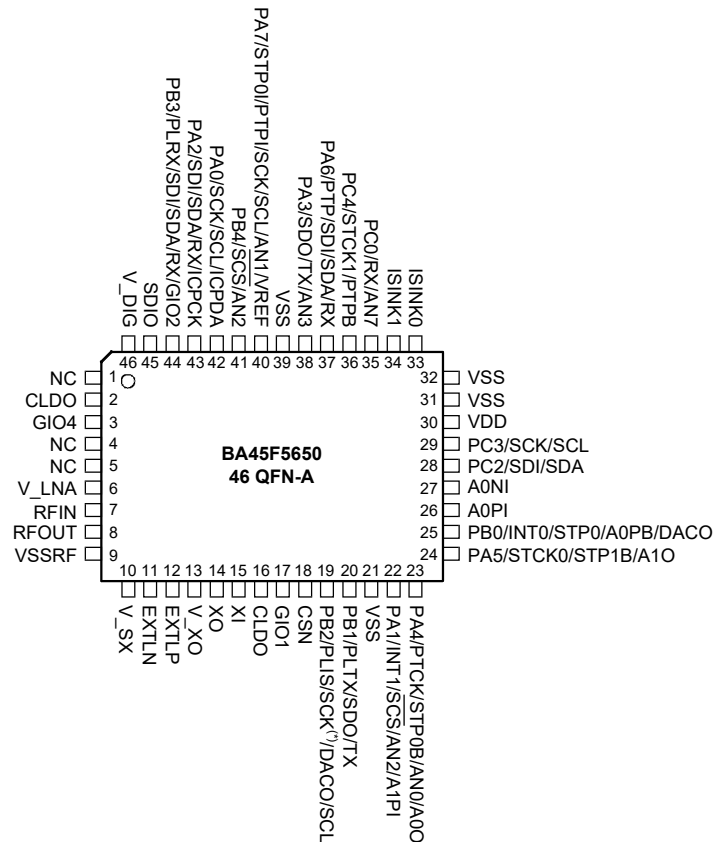 PB3/PLRX/SDI/SDA/RX/GIO2
PA2/SDI/SDA/RX/ICPCK
PA0/SCK/SCL/ICPDA
PB4/SCS/AN2
PA7/STP0I/PTPI/SCK/SCL/AN1/VREF
VSS
PA3/SDO/TX/AN3
PA6/PTP/SDI/SDA/RX
PC4/STCK1/PTPB
PC0/RX/AN7
ISINK1
ISINK0
V_DIG
SDIO
46 45 44 43 42 41 40 39 38 37 36 35 34 33
NC 1
CLDO 2
GIO4 3
NC 4
NC 5
V_LNA 6
RFIN 7
RFOUT 8
VSSRF 9
BA45F5650
46 QFN-A
32 VSS
31 VSS
30 VDD
29 PC3/SCK/SCL
28 PC2/SDI/SDA
27 A0NI
26 A0PI
25 PB0/INT0/STP0/A0PB/DACO
24 PA5/STCK0/STP1B/A1O
10 11 12 13 14 15 16 17 18 19 20 21 22 23
V_SX
EXTLN
EXTLP
V_XO
XO
XI
CLDO
GIO1
CSN
PB2/PLIS/SCK(*)/DACO/SCL
PB1/PLTX/SDO/TX
VSS
PA1/INT1/SCS/AN2/A1PI
PA4/PTCK/STP0B/AN0/A0O